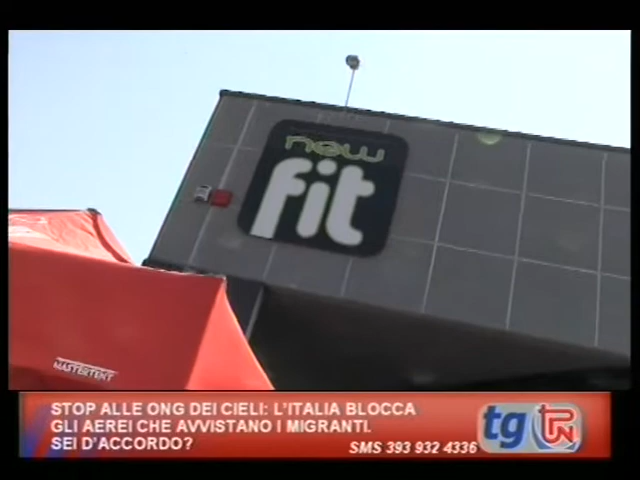 new
fit
MASTERTENT
STOP ALLE ONG DEI CIELI: L'ITALIA BLOCCA
GLI AEREI CHE AVVISTANO I MIGRANTI.
SEI D'ACCORDO?
SMS 393 932 4336
tg TPN